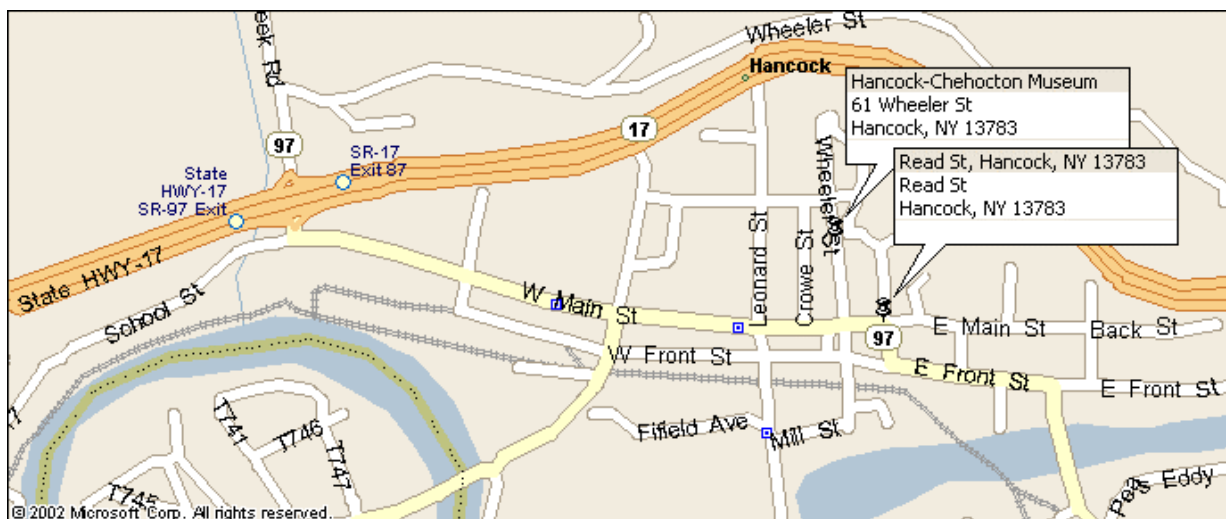 eek Rd
Wheeler St
Hancock
Hancock-Chehocton Museum
61 Wheeler St
Hancock, NY 13783
17
97
SR-17
Exit 87
State
HWY-17
SR-97 Exit
Read St, Hancock, NY 13783
Read St
Hancock, NY 13783
Wheeler St
State HWY-17
School St
W Main St
Leonard St
Crowe St
E Main St
Back St
97
W Front St
E Front St
E Front St
Fifield Ave
Mill St
T741
T746
T747
T745
Peas Eddy
© 2002 Microsoft Corp. All rights reserved.